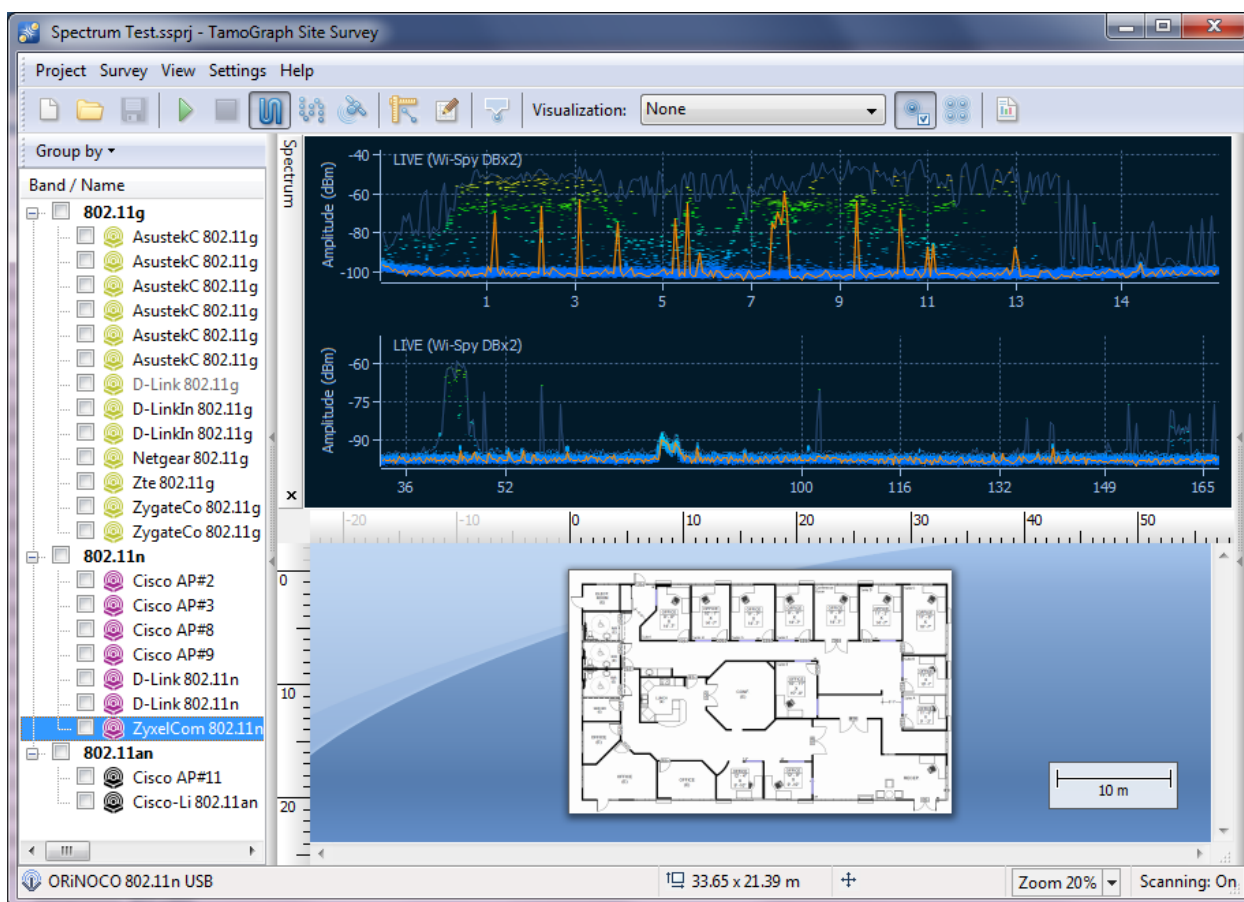 Spectrum Test.ssprj - TamoGraph Site Survey
Project Survey View Settings Help
Visualization: None
Group by
Band / Name
802.11g
AsustekC 802.11g
AsustekC 802.11g
AsustekC 802.11g
AsustekC 802.11g
AsustekC 802.11g
AsustekC 802.11g
D-Link 802.11g
D-LinkIn 802.11g
D-LinkIn 802.11g
Netgear 802.11g
Zte 802.11g
ZygateCo 802.11g
ZygateCo 802.11g
802.11n
Cisco AP#2
Cisco AP#3
Cisco AP#8
Cisco AP#9
D-Link 802.11n
D-Link 802.11n
ZyxelCom 802.11n
802.11an
Cisco AP#11
Cisco-Li 802.11an
Spectrum
x
Amplitude (dBm)
LIVE (Wi-Spy DBx2)
-40
-60
-80
-100
1 3 5 7 9 11 13 14
Amplitude (dBm)
LIVE (Wi-Spy DBx2)
-60
-75
-90
36 52 100 116 132 149 165
-20 -10 0 10 20 30 40 50
0
10
20
10 m
ORiNOCO 802.11n USB
33.65 x 21.39 m
Zoom 20%
Scanning: On